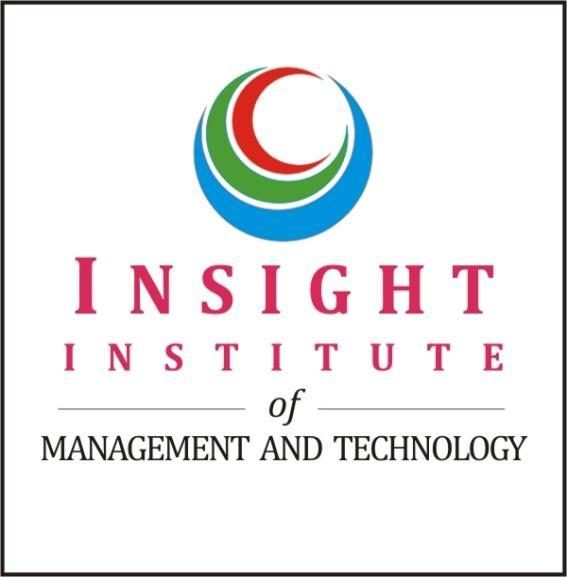 INSIGHT
INSTITUTE
of
MANAGEMENT AND TECHNOLOGY